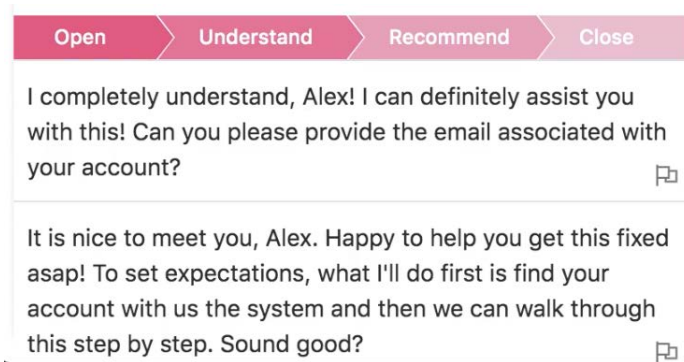 Open Understand Recommend Close
I completely understand, Alex! I can definitely assist you
with this! Can you please provide the email associated with
your account?
It is nice to meet you, Alex. Happy to help you get this fixed
asap! To set expectations, what I'll do first is find your
account with us the system and then we can walk through
this step by step. Sound good?